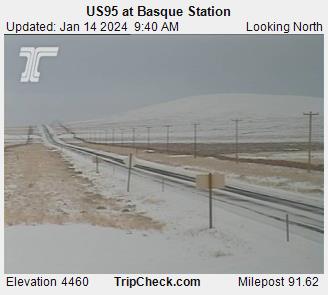 US95 at Basque Station
Updated: Jan 14 2024 9:40 AM Looking North
Elevation 4460 TripCheck.com Milepost 91.62